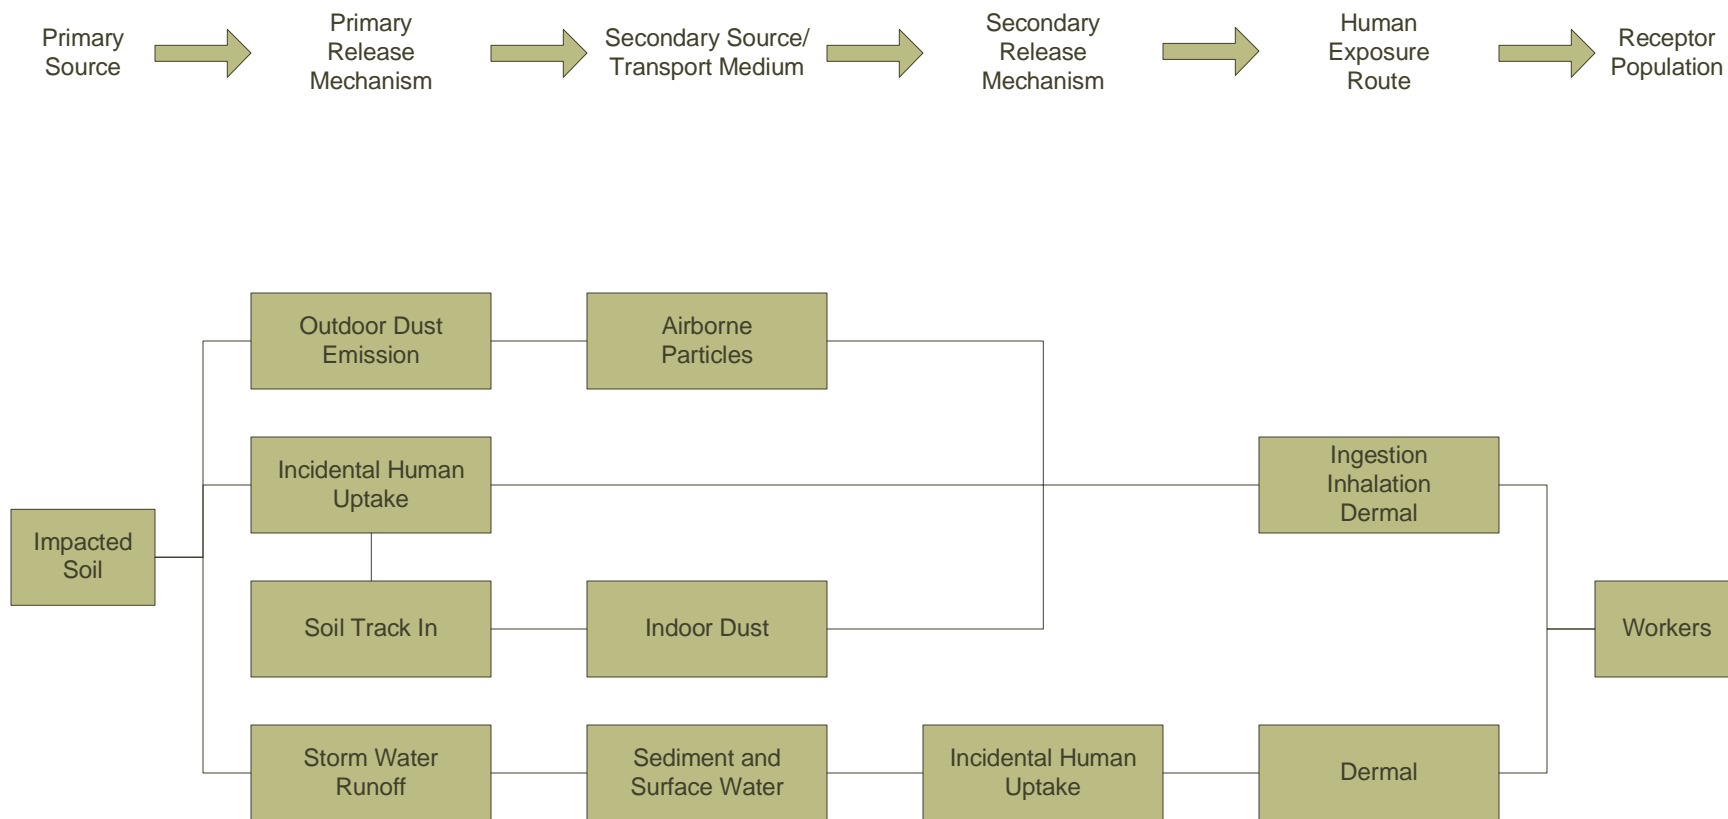 Primary
Source
Primary
Release
Mechanism
Secondary Source/
Transport Medium
Secondary
Release
Mechanism
Human
Exposure
Route
Receptor
Population
Outdoor Dust
Emission
Airborne
Particles
Incidental Human
Uptake
Ingestion
Inhalation
Dermal
Impacted
Soil
Soil Track In
Indoor Dust
Workers
Storm Water
Runoff
Sediment and
Surface Water
Incidental Human
Uptake
Dermal